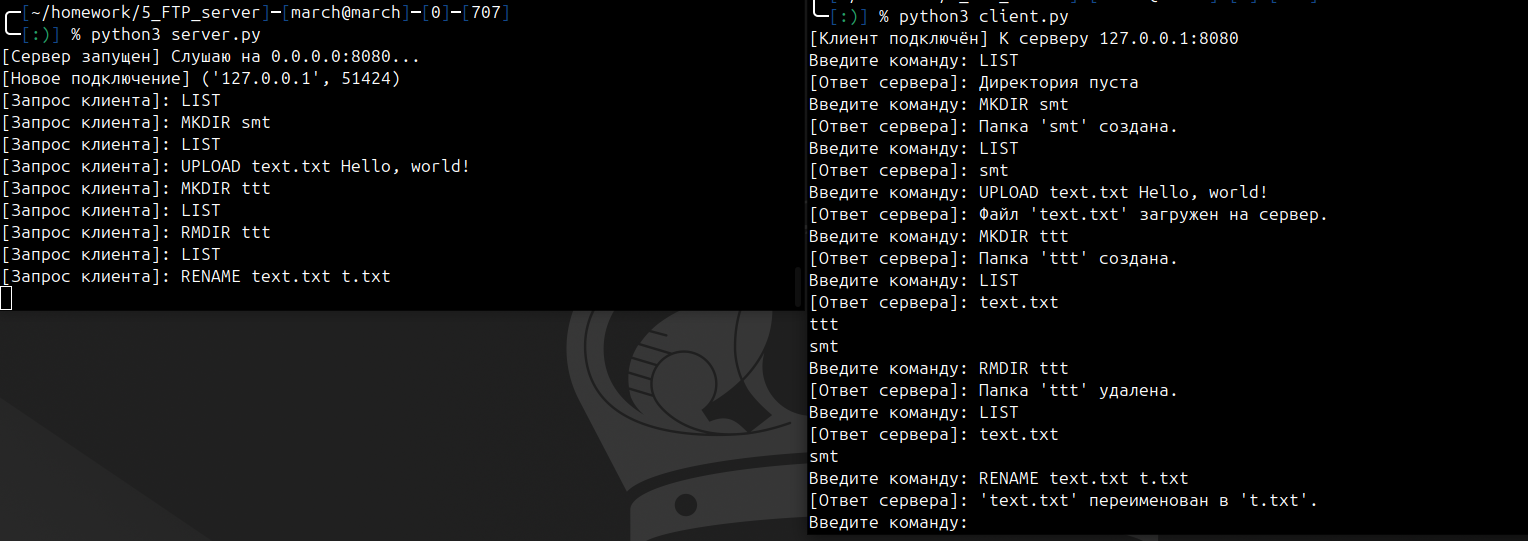 ┌─[~/homework/5_FTP_server]─[march@march]─[0]─[707]
└─[:)] % python3 server.py
[Сервер запущен] Слушаю на 0.0.0.0:8080...
[Новое подключение] ('127.0.0.1', 51424)
[Запрос клиента]: LIST
[Запрос клиента]: MKDIR smt
[Запрос клиента]: LIST
[Запрос клиента]: UPLOAD text.txt Hello, world!
[Запрос клиента]: MKDIR ttt
[Запрос клиента]: LIST
[Запрос клиента]: RMDIR ttt
[Запрос клиента]: LIST
[Запрос клиента]: RENAME text.txt t.txt
└─[:)] % python3 client.py
[Клиент подключён] К серверу 127.0.0.1:8080
Введите команду: LIST
[Ответ сервера]: Директория пуста
Введите команду: MKDIR smt
[Ответ сервера]: Папка 'smt' создана.
Введите команду: LIST
[Ответ сервера]: smt
Введите команду: UPLOAD text.txt Hello, world!
[Ответ сервера]: Файл 'text.txt' загружен на сервер.
Введите команду: MKDIR ttt
[Ответ сервера]: Папка 'ttt' создана.
Введите команду: LIST
[Ответ сервера]: text.txt
ttt
smt
Введите команду: RMDIR ttt
[Ответ сервера]: Папка 'ttt' удалена.
Введите команду: LIST
[Ответ сервера]: text.txt
smt
Введите команду: RENAME text.txt t.txt
[Ответ сервера]: 'text.txt' переименован в 't.txt'.
Введите команду: